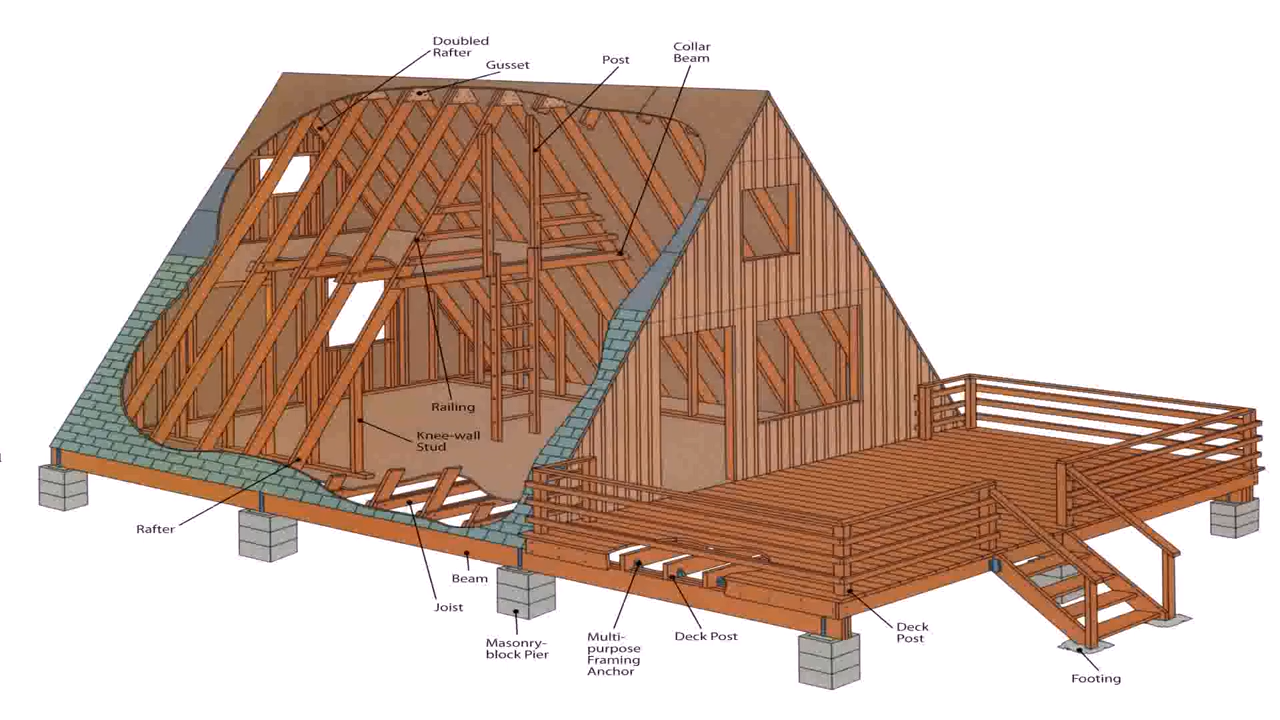 Doubled
Rafter
Gusset
Post
Collar
Beam
Railing
Knee-wall
Stud
Rafter
Beam
Joist
Masonry-
block Pier
Multi-
purpose
Framing
Anchor
Deck Post
Deck
Post
Footing